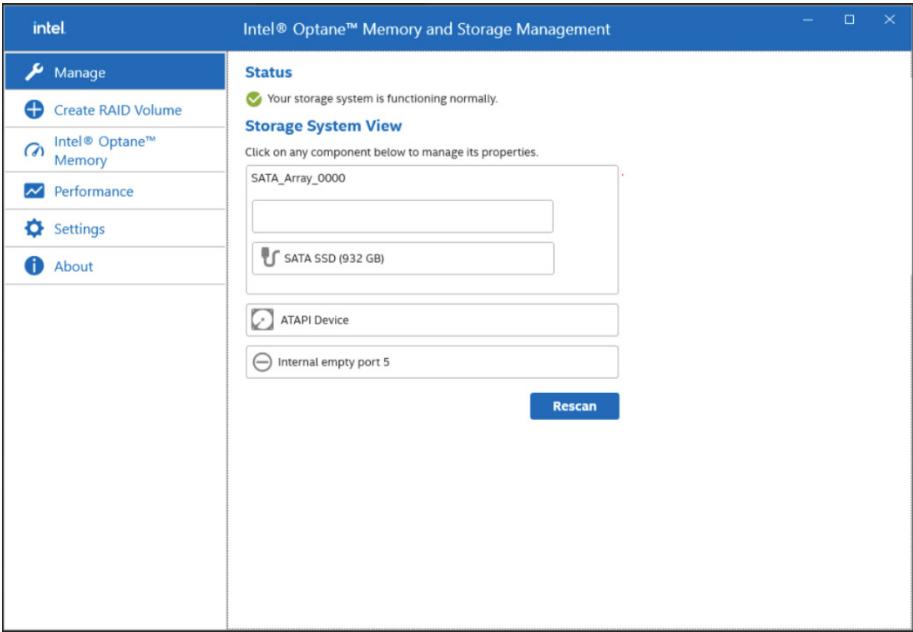 intel.
Intel® Optane™ Memory and Storage Management
Manage
Create RAID Volume
Intel® Optane™
Memory
Performance
Settings
About
Status
Your storage system is functioning normally.
Storage System View
Click on any component below to manage its properties.
SATA_Array_0000
SATA SSD (932 GB)
ATAPI Device
Internal empty port 5
Rescan